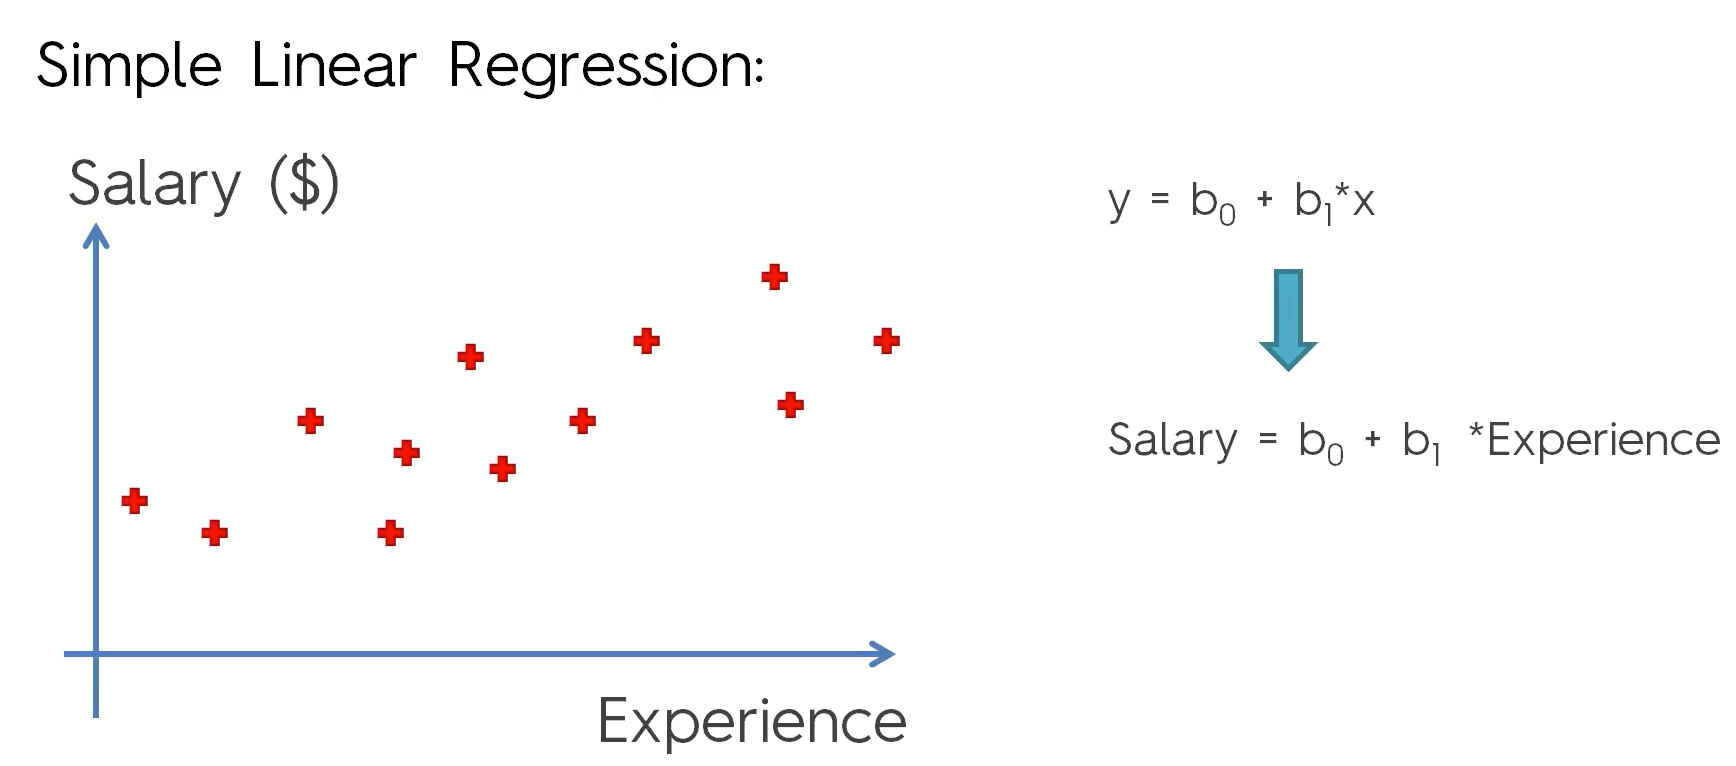 Simple Linear Regression:
Salary ($)
Experience
y = b₀ + b₁*x
Salary = b₀ + b₁ *Experience